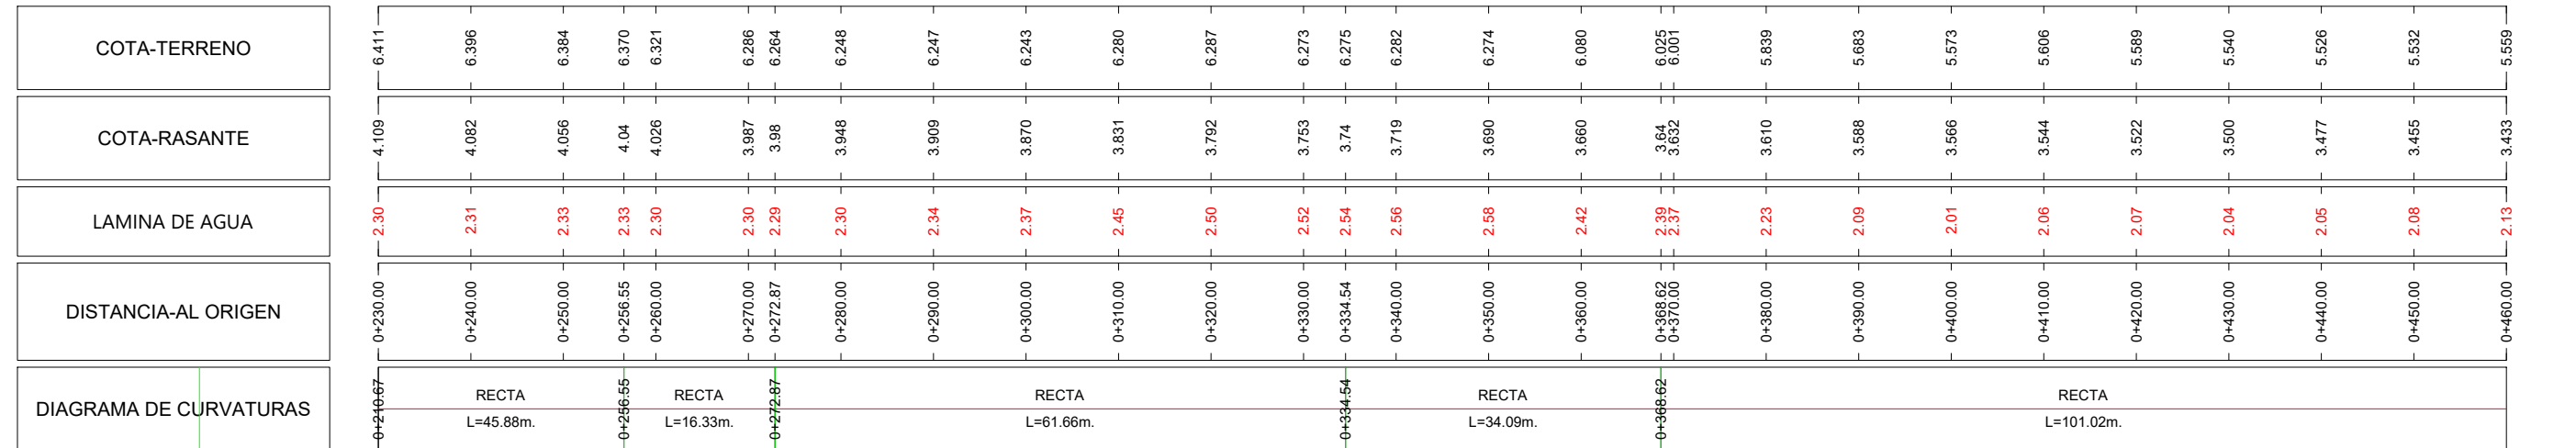 COTA-TERRENO
6.411 6.396 6.384 6.370 6.321 6.286 6.264 6.248 6.247 6.243 6.280 6.287 6.273 6.275 6.282 6.274 6.080 6.025 6.001 5.839 5.683 5.573 5.606 5.589 5.540 5.526 5.532 5.559
COTA-RASANTE
4.109 4.082 4.056 4.04 4.026 3.987 3.98 3.948 3.909 3.870 3.831 3.792 3.753 3.74 3.719 3.690 3.660 3.64 3.632 3.610 3.588 3.566 3.544 3.522 3.500 3.477 3.455 3.433
LAMINA DE AGUA
2.30 2.31 2.33 2.33 2.30 2.30 2.29 2.30 2.34 2.37 2.45 2.50 2.52 2.54 2.56 2.58 2.42 2.39 2.37 2.23 2.09 2.01 2.06 2.07 2.04 2.05 2.08 2.13
DISTANCIA-AL ORIGEN
0+230.00 0+240.00 0+250.00 0+256.55 0+260.00 0+270.00 0+272.87 0+280.00 0+290.00 0+300.00 0+310.00 0+320.00 0+330.00 0+334.54 0+340.00 0+350.00 0+360.00 0+368.62 0+370.00 0+380.00 0+390.00 0+400.00 0+410.00 0+420.00 0+430.00 0+440.00 0+450.00 0+460.00
DIAGRAMA DE CURVATURAS
0+210.67 0+256.55 0+272.87 0+334.54 0+368.62
RECTA RECTA RECTA RECTA RECTA
L=45.88m. L=16.33m. L=61.66m. L=34.09m. L=101.02m.